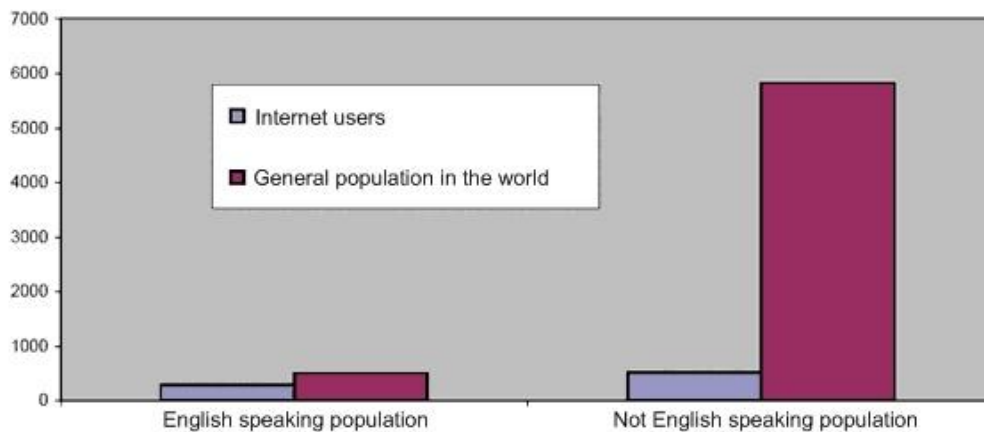 7000
6000
5000
4000
3000
2000
1000
0
Internet users
General population in the world
English speaking population
Not English speaking population